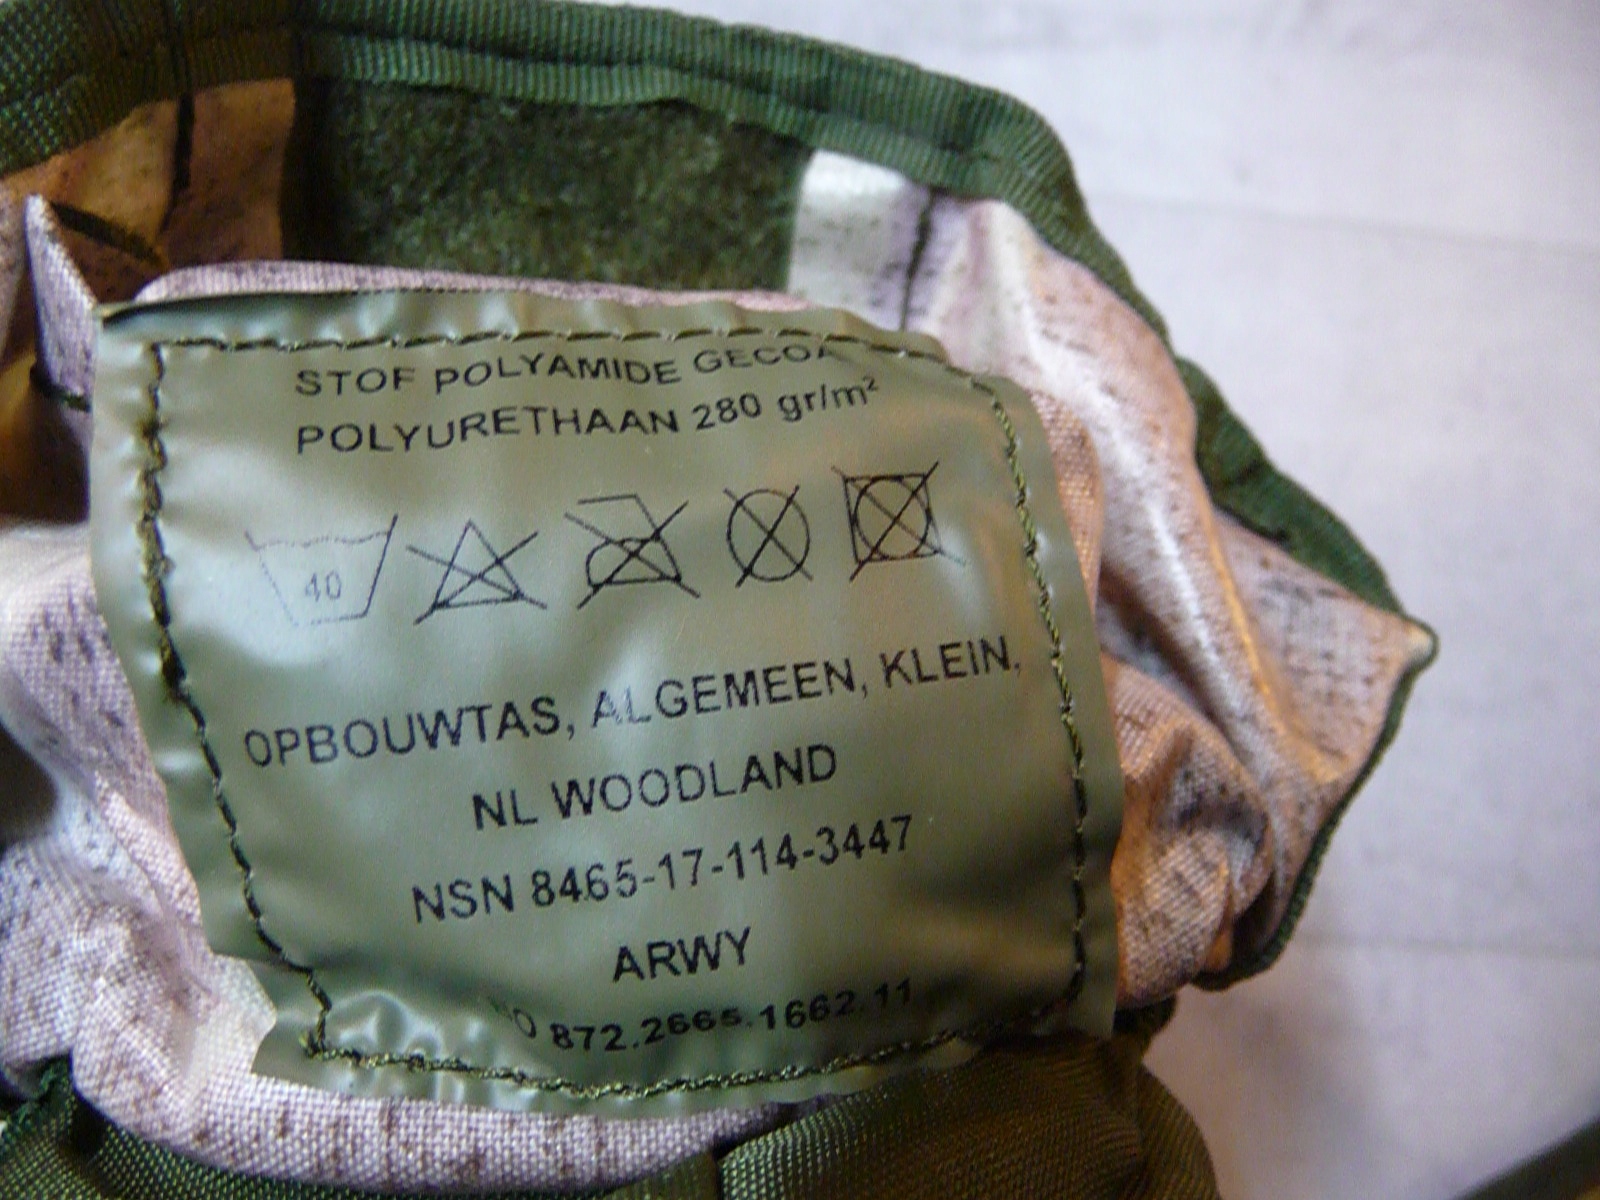 STOF POLYAMIDE GECOA
POLYURETHAAN 280 gr/m²
40
OPBOUWTAS, ALGEMEEN, KLEIN,
NL WOODLAND
NSN 8465-17-114-3447
ARWY
872.2665.1662.11